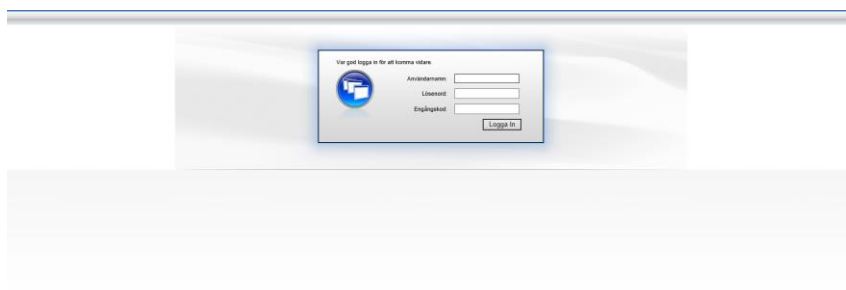 Var god logga in för att komma vidare.
Användarnamn
Lösenord
Engångskod
Logga In